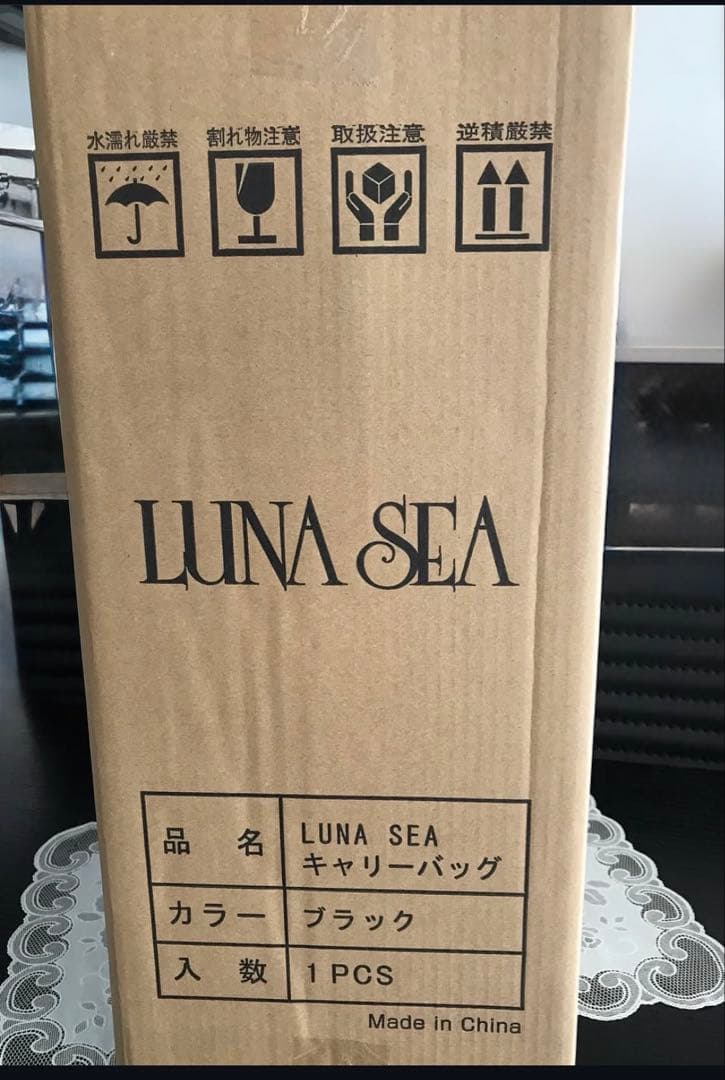 水濡れ厳禁 割れ物注意 取扱注意 逆積厳禁
LUNA SEA
品 名 LUNA SEA
キャリーバッグ
カラー ブラック
入 数 1 PCS
Made in China